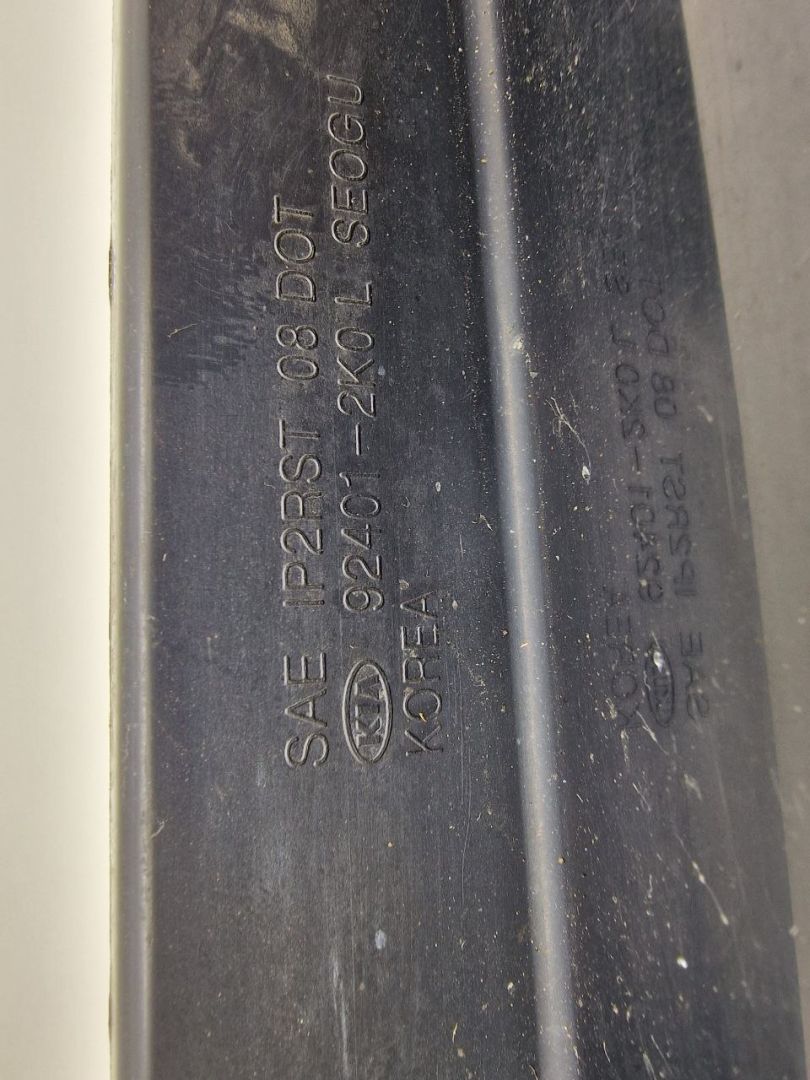 SAE IP2RST 08 DOT
KIA 92401-2K0 L SEOGU
KOREA